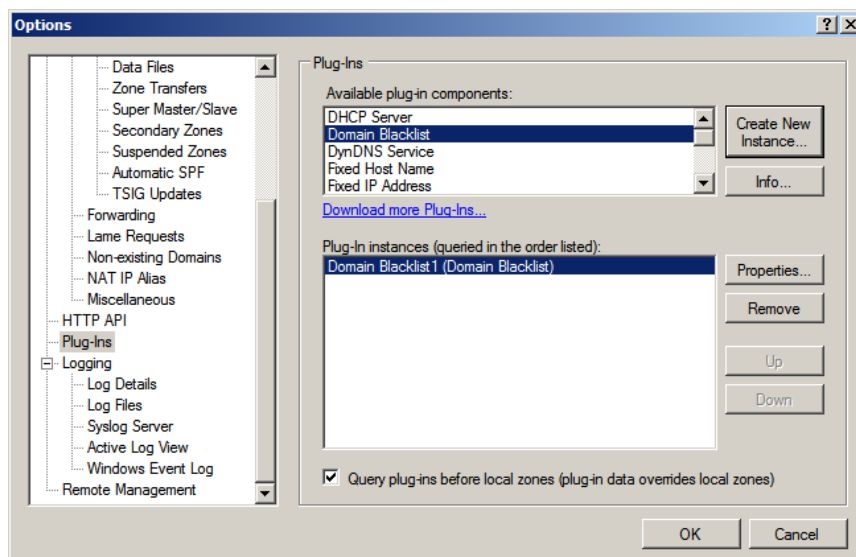 Options
Data Files
Zone Transfers
Super Master/Slave
Secondary Zones
Suspended Zones
Automatic SPF
TSIG Updates
Forwarding
Lame Requests
Non-existing Domains
NAT IP Alias
Miscellaneous
HTTP API
Plug-Ins
Logging
Log Details
Log Files
Syslog Server
Active Log View
Windows Event Log
Remote Management
Plug-Ins
Available plug-in components:
DHCP Server
Domain Blacklist
DynDNS Service
Fixed Host Name
Fixed IP Address
Create New
Instance...
Info...
Download more Plug-Ins...
Plug-In instances (queried in the order listed):
Domain Blacklist1 (Domain Blacklist)
Properties...
Remove
Up
Down
Query plug-ins before local zones (plug-in data overrides local zones)
OK
Cancel